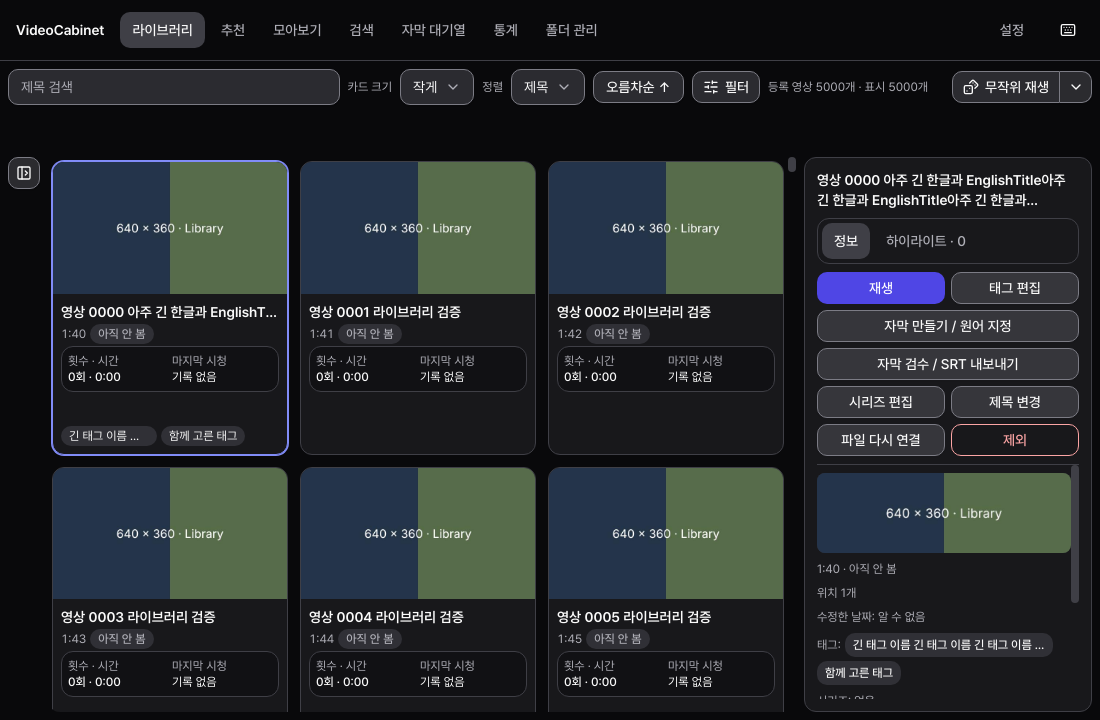 VideoCabinet 라이브러리 추천 모아보기 검색 자막 대기열 통계 폴더 관리 설정
제목 검색 카드 크기 작게 정렬 제목 오름차순 ↑ 필터 등록 영상 5000개 · 표시 5000개 무작위 재생
640 × 360 · Library
영상 0000 아주 긴 한글과 EnglishT...
1:40 아직 안 봄
횟수 · 시간 마지막 시청
0회 · 0:00 기록 없음
긴 태그 이름 ... 함께 고른 태그
640 × 360 · Library
영상 0001 라이브러리 검증
1:41 아직 안 봄
횟수 · 시간 마지막 시청
0회 · 0:00 기록 없음
640 × 360 · Library
영상 0002 라이브러리 검증
1:42 아직 안 봄
횟수 · 시간 마지막 시청
0회 · 0:00 기록 없음
640 × 360 · Library
영상 0003 라이브러리 검증
1:43 아직 안 봄
횟수 · 시간 마지막 시청
0회 · 0:00 기록 없음
640 × 360 · Library
영상 0004 라이브러리 검증
1:44 아직 안 봄
횟수 · 시간 마지막 시청
0회 · 0:00 기록 없음
640 × 360 · Library
영상 0005 라이브러리 검증
1:45 아직 안 봄
횟수 · 시간 마지막 시청
0회 · 0:00 기록 없음
영상 0000 아주 긴 한글과 EnglishTitle아주
긴 한글과 EnglishTitle아주 긴 한글과...
정보 하이라이트 · 0
재생 태그 편집
자막 만들기 / 원어 지정
자막 검수 / SRT 내보내기
시리즈 편집 제목 변경
파일 다시 연결 제외
640 × 360 · Library
1:40 · 아직 안 봄
위치 1개
수정한 날짜: 알 수 없음
태그: 긴 태그 이름 긴 태그 이름 긴 태그 이름 ...
함께 고른 태그